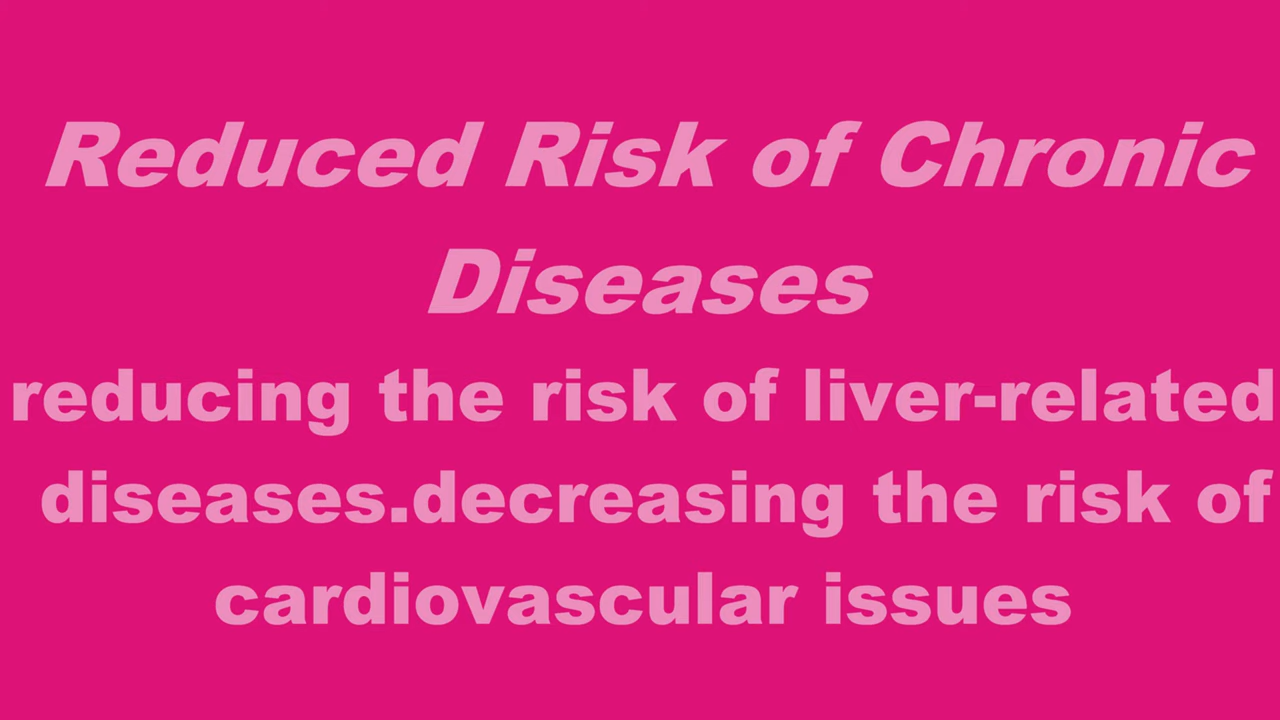 Reduced Risk of Chronic
Diseases
reducing the risk of liver-related
diseases.decreasing the risk of
cardiovascular issues